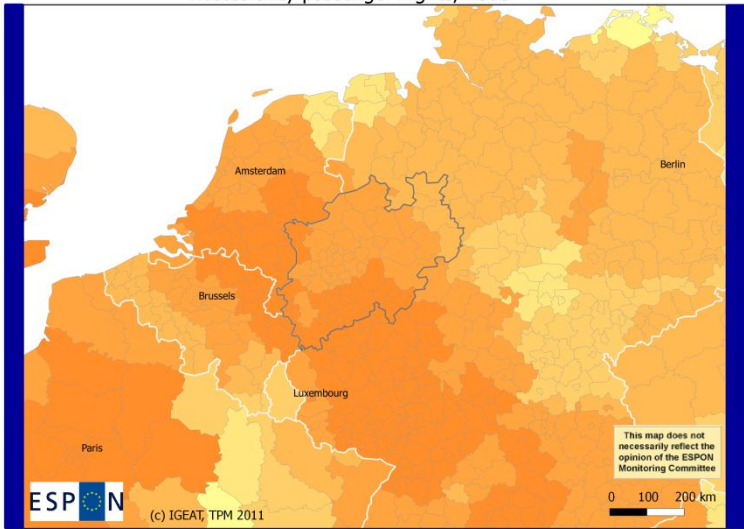 Amsterdam
Berlin
Brussels
Luxembourg
Paris
This map does not
necessarily reflect the
opinion of the ESPON
Monitoring Committee
ESPON
(c) IGEAT, TPM 2011
0 100 200 km